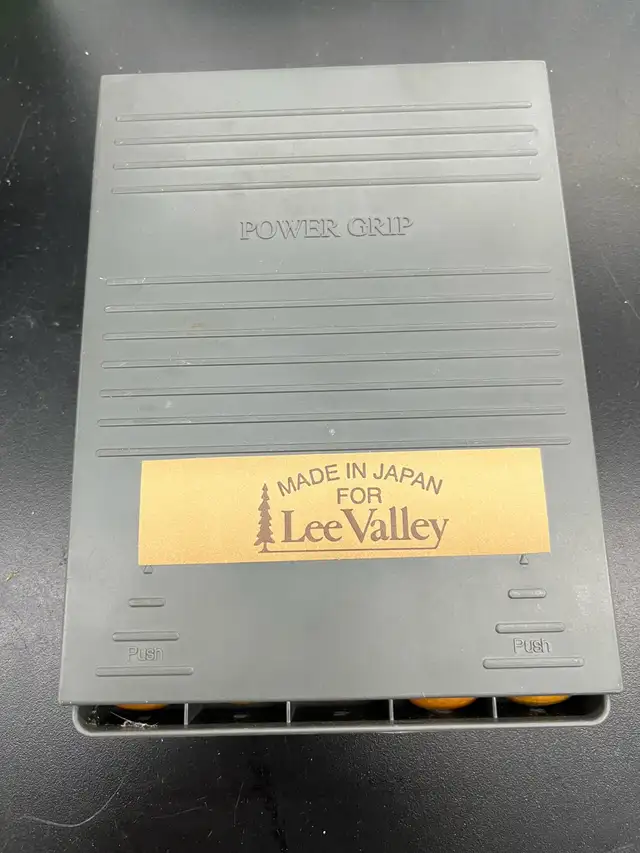 POWER GRIP
MADE IN JAPAN
FOR
Lee Valley
Push
Push